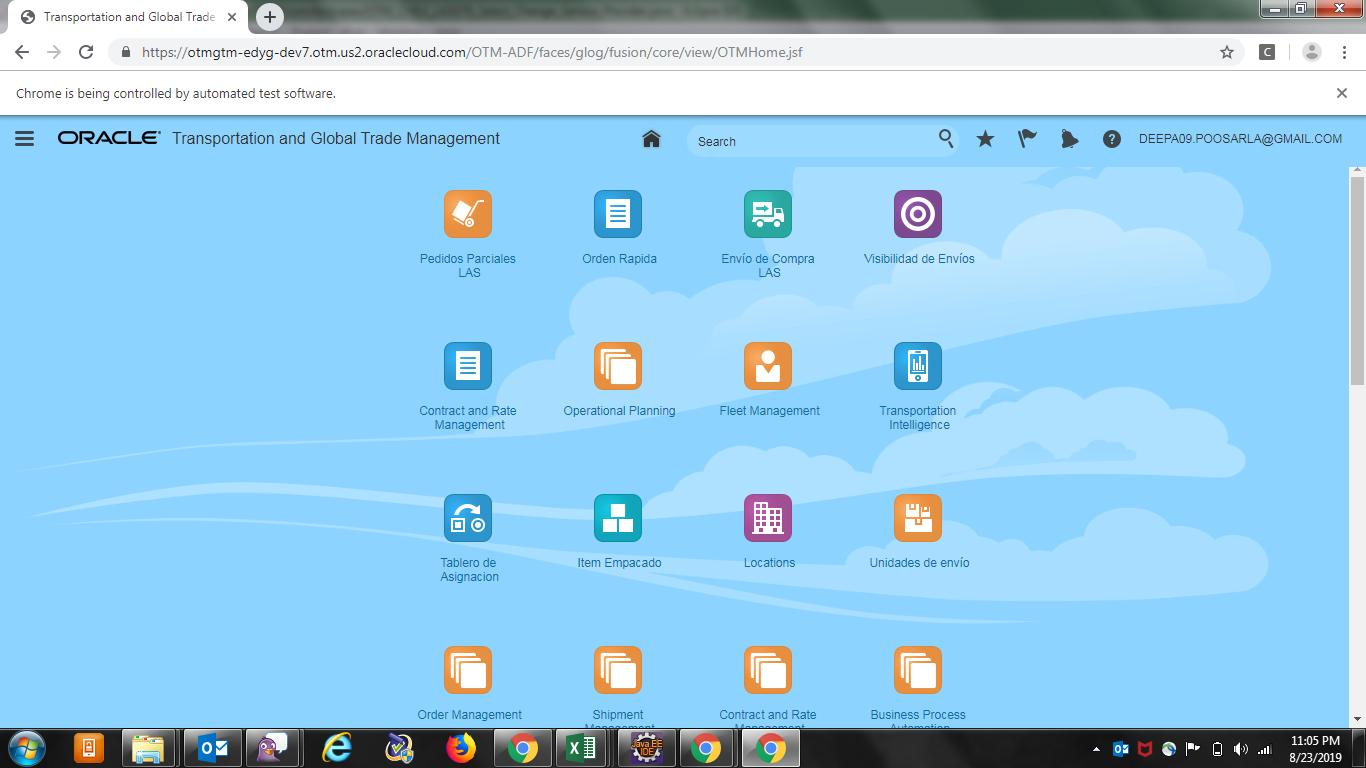 Transportation and Global Trade
https://otmgtm-edyg-dev7.otm.us2.oraclecloud.com/OTM-ADF/faces/glog/fusion/core/view/OTMHome.jsf
C
Chrome is being controlled by automated test software.
ORACLE Transportation and Global Trade Management
Search
DEEPA09.POOSARLA@GMAIL.COM
Pedidos Parciales
LAS
Orden Rapida
Envío de Compra
LAS
Visibilidad de Envíos
Contract and Rate
Management
Operational Planning
Fleet Management
Transportation
Intelligence
Tablero de
Asignacion
Item Empacado
Locations
Unidades de envío
Order Management
Shipment
Management
Contract and Rate
Management
Business Process
Automation
Java EE
IDE
11:05 PM
8/23/2019